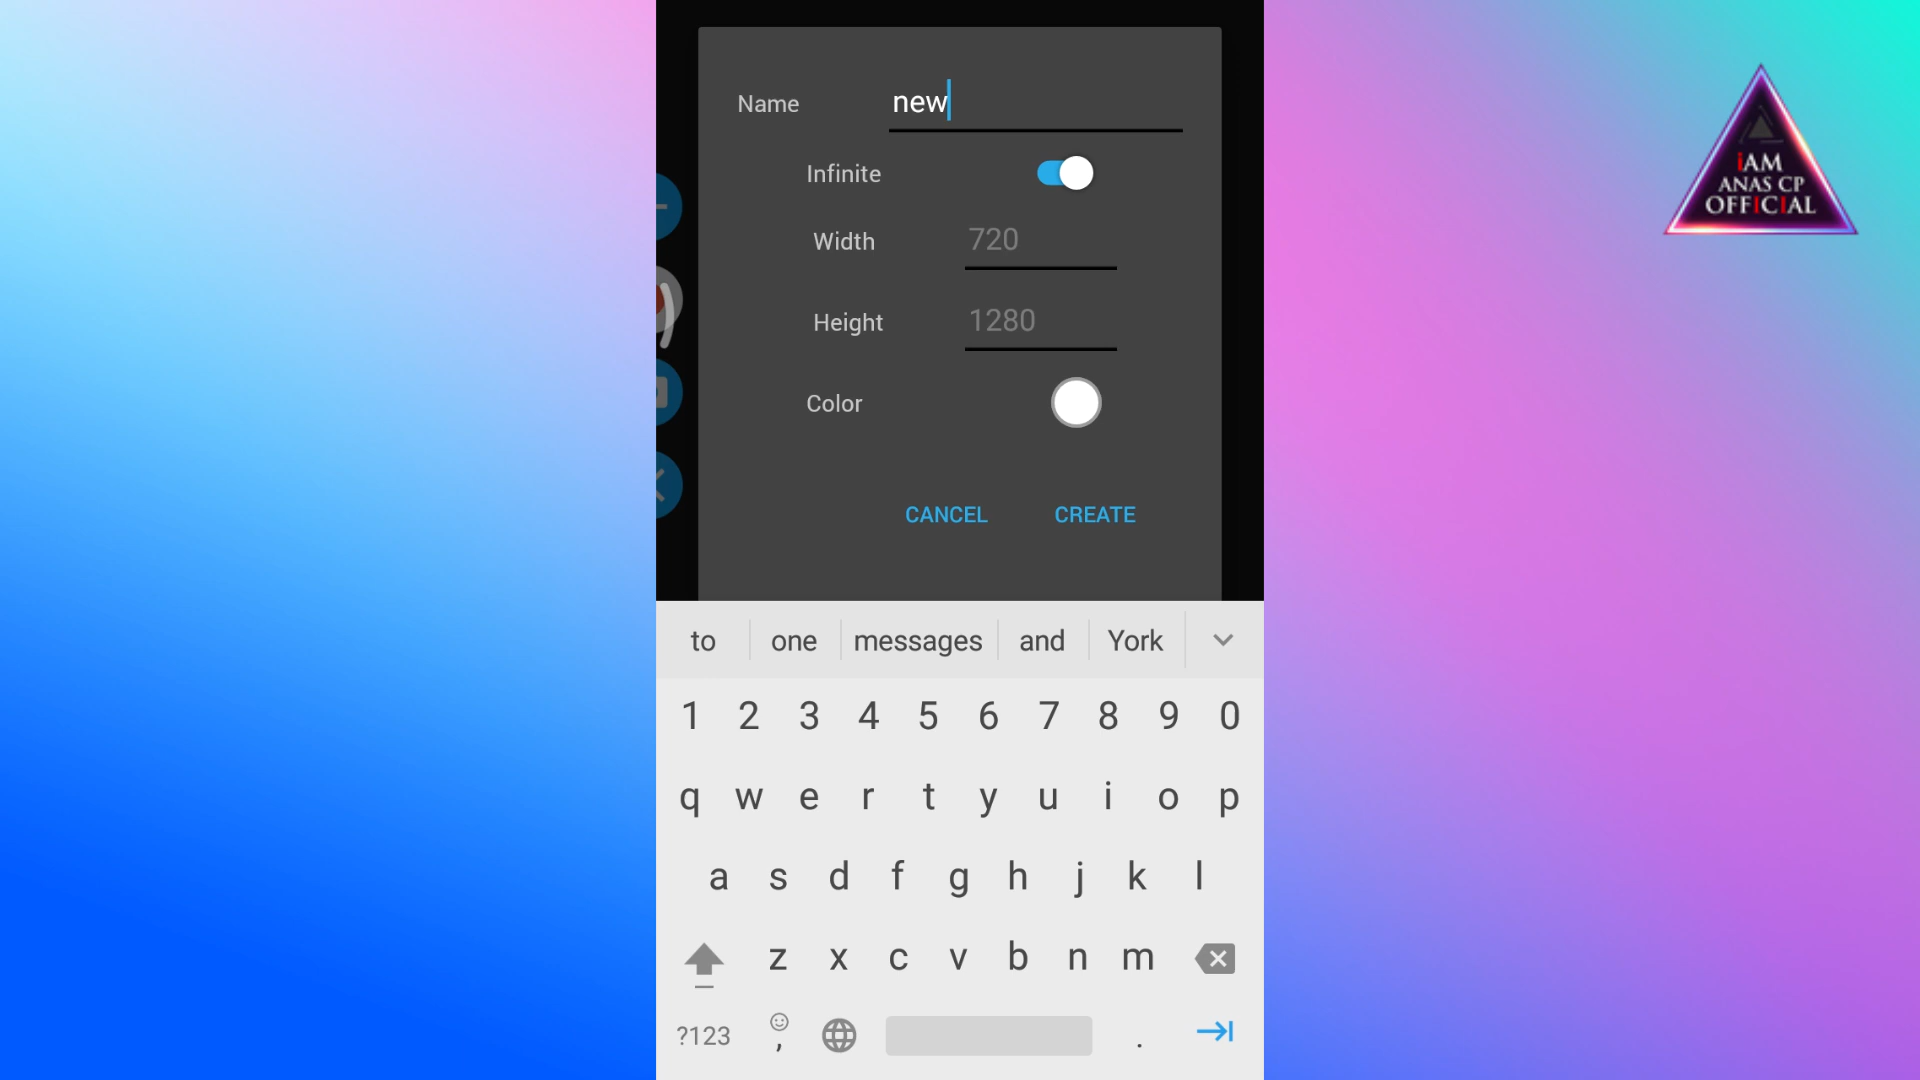 Name new
Infinite
Width 720
Height 1280
Color
CANCEL CREATE
iAM
ANAS CP
OFFICIAL
to one messages and York
1 2 3 4 5 6 7 8 9 0
q w e r t y u i o p
a s d f g h j k l
z x c v b n m
?123 , .